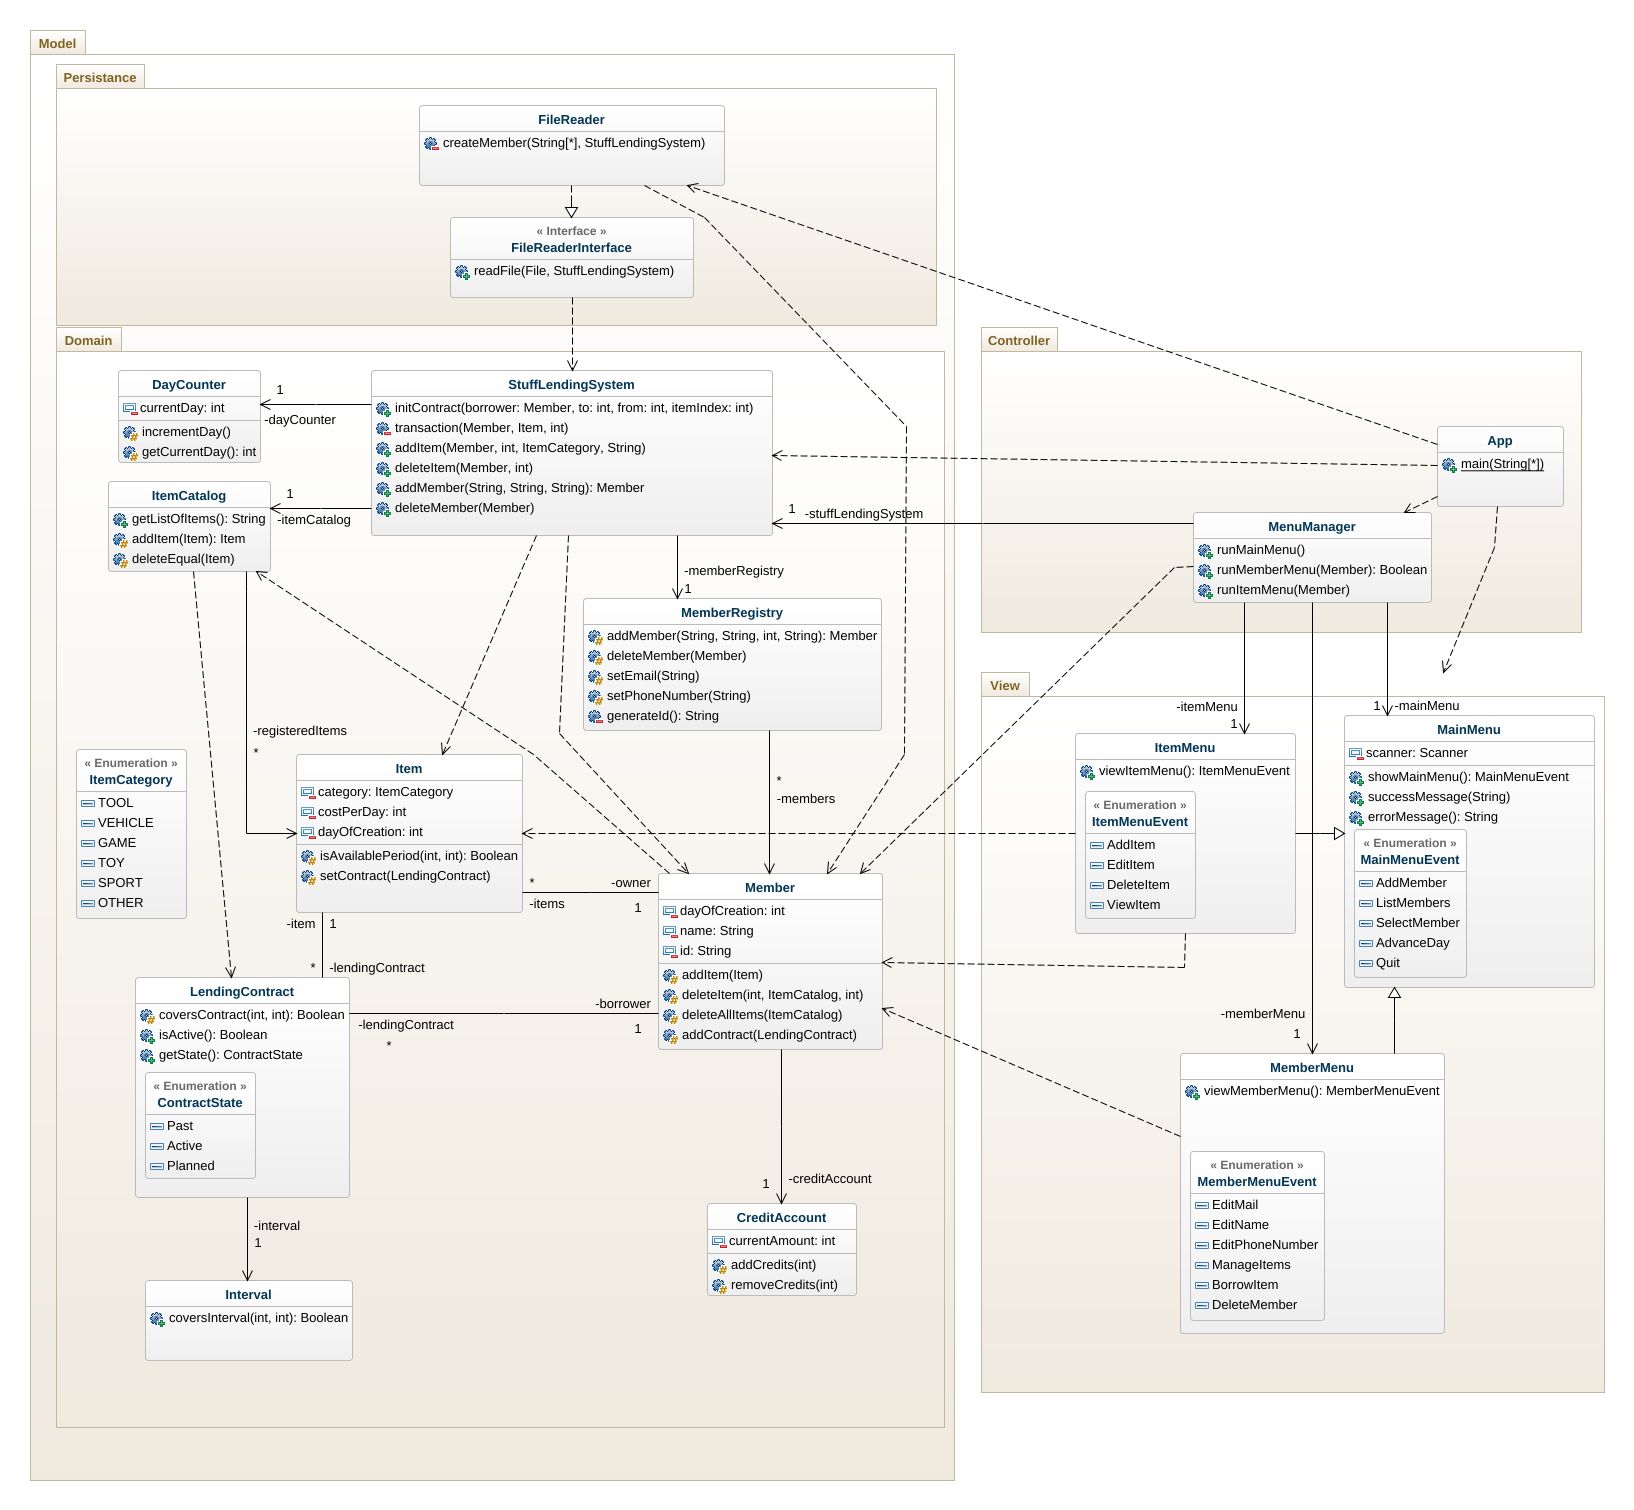 Model
Persistance
FileReader
createMember(String[*], StuffLendingSystem)
« Interface »
FileReaderInterface
readFile(File, StuffLendingSystem)
Domain
DayCounter
currentDay: int
incrementDay()
getCurrentDay(): int
1
-dayCounter
StuffLendingSystem
initContract(borrower: Member, to: int, from: int, itemIndex: int)
transaction(Member, Item, int)
addItem(Member, int, ItemCategory, String)
deleteItem(Member, int)
addMember(String, String, String): Member
deleteMember(Member)
ItemCatalog
getListOfItems(): String
addItem(Item): Item
deleteEqual(Item)
1
-itemCatalog
1
-stuffLendingSystem
-memberRegistry
1
MemberRegistry
addMember(String, String, int, String): Member
deleteMember(Member)
setEmail(String)
setPhoneNumber(String)
generateId(): String
-registeredItems
*
« Enumeration »
ItemCategory
TOOL
VEHICLE
GAME
TOY
SPORT
OTHER
Item
category: ItemCategory
costPerDay: int
dayOfCreation: int
isAvailablePeriod(int, int): Boolean
setContract(LendingContract)
*
-members
*
-items
-owner
1
Member
dayOfCreation: int
name: String
id: String
addItem(Item)
deleteItem(int, ItemCatalog, int)
deleteAllItems(ItemCatalog)
addContract(LendingContract)
-item
1
*
-lendingContract
LendingContract
coversContract(int, int): Boolean
isActive(): Boolean
getState(): ContractState
« Enumeration »
ContractState
Past
Active
Planned
-lendingContract
*
-borrower
1
-interval
1
Interval
coversInterval(int, int): Boolean
1
-creditAccount
CreditAccount
currentAmount: int
addCredits(int)
removeCredits(int)
Controller
App
main(String[*])
MenuManager
runMainMenu()
runMemberMenu(Member): Boolean
runItemMenu(Member)
View
-itemMenu
1
1
-mainMenu
ItemMenu
viewItemMenu(): ItemMenuEvent
« Enumeration »
ItemMenuEvent
AddItem
EditItem
DeleteItem
ViewItem
MainMenu
scanner: Scanner
showMainMenu(): MainMenuEvent
successMessage(String)
errorMessage(): String
« Enumeration »
MainMenuEvent
AddMember
ListMembers
SelectMember
AdvanceDay
Quit
-memberMenu
1
MemberMenu
viewMemberMenu(): MemberMenuEvent
« Enumeration »
MemberMenuEvent
EditMail
EditName
EditPhoneNumber
ManageItems
BorrowItem
DeleteMember